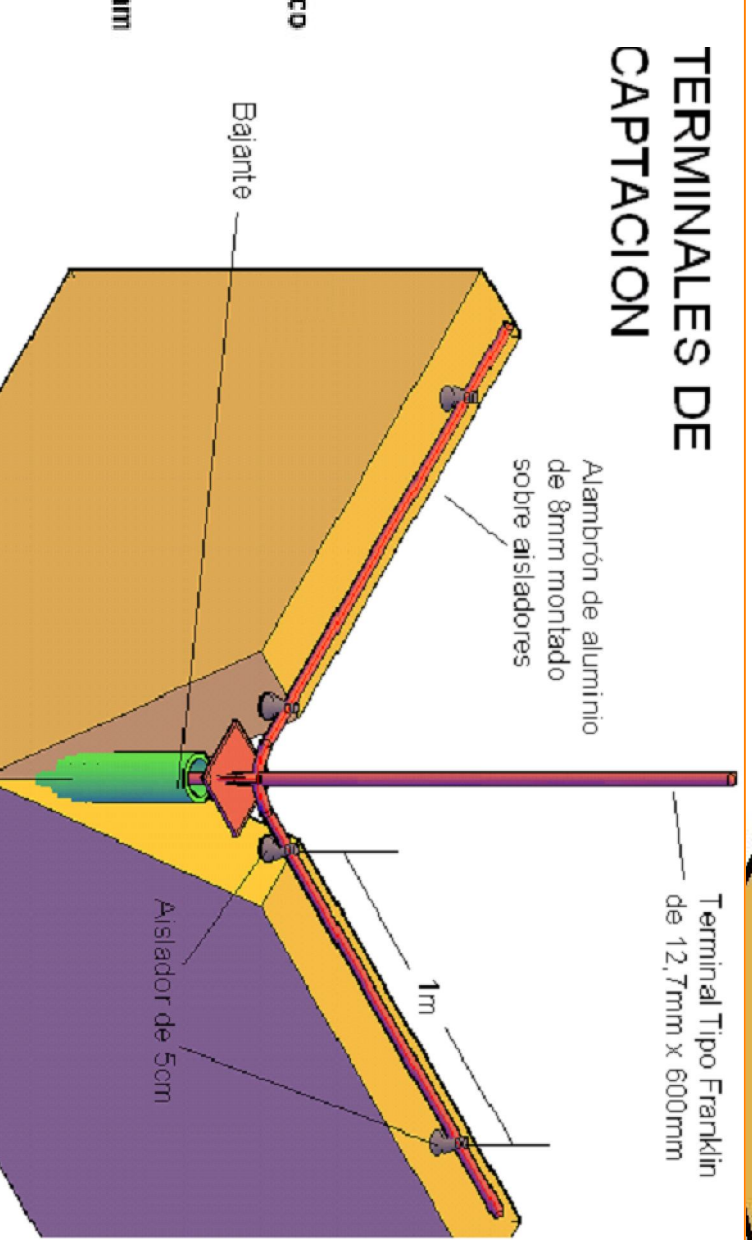 TERMINALES DE
CAPTACION
Terminal Tipo Franklin
de 12,7mm x 600mm
Alambrón de aluminio
de 8mm montado
sobre aisladores
1m
Bajante
Aislador de 5cm